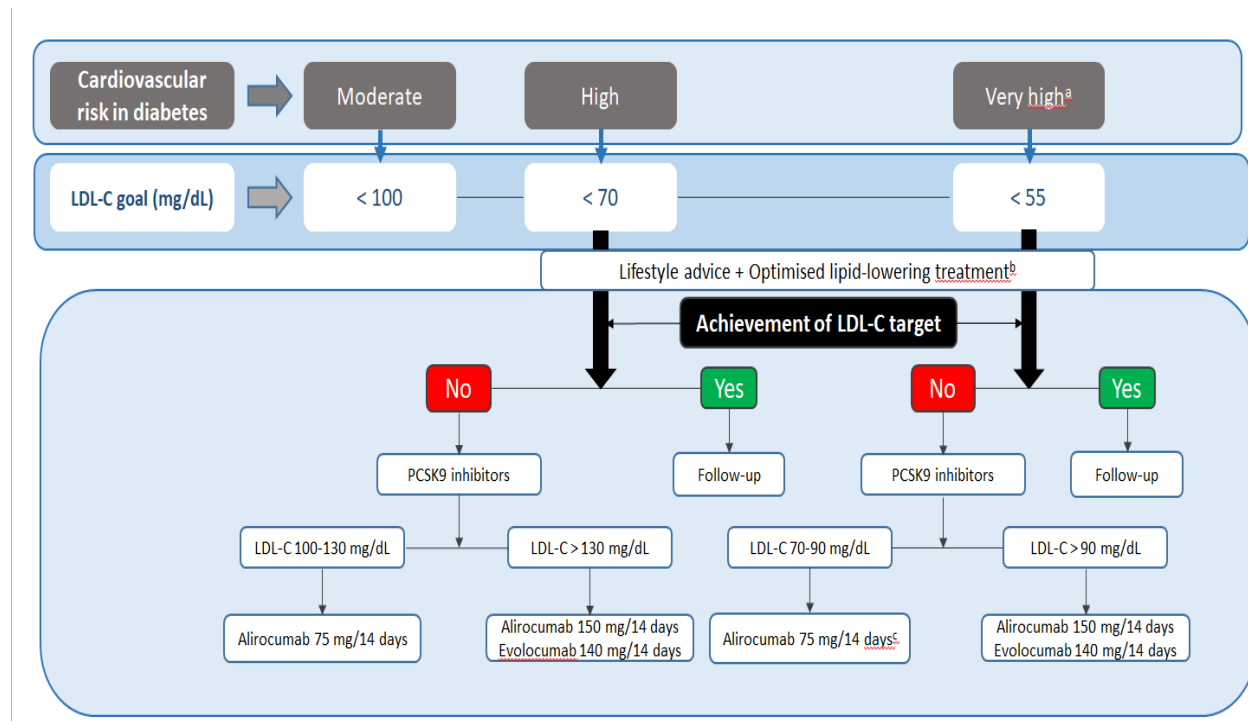 Cardiovascular
risk in diabetes
Moderate
High
Very highᵃ
LDL-C goal (mg/dL)
< 100
< 70
< 55
Lifestyle advice + Optimised lipid-lowering treatmentᵇ
Achievement of LDL-C target
No
Yes
No
Yes
PCSK9 inhibitors
Follow-up
PCSK9 inhibitors
Follow-up
LDL-C 100-130 mg/dL
LDL-C > 130 mg/dL
LDL-C 70-90 mg/dL
LDL-C > 90 mg/dL
Alirocumab 75 mg/14 days
Alirocumab 150 mg/14 days
Evolocumab 140 mg/14 days
Alirocumab 75 mg/14 daysᶜ
Alirocumab 150 mg/14 days
Evolocumab 140 mg/14 days